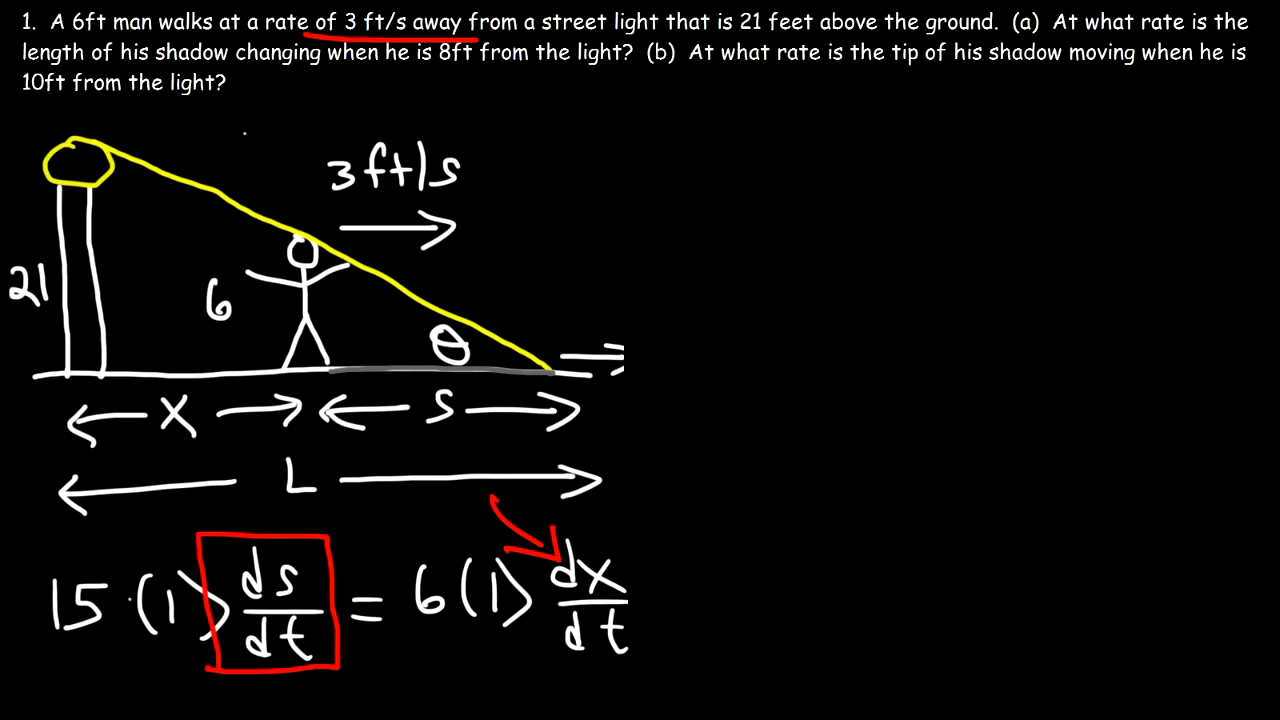 1. A 6ft man walks at a rate of 3 ft/s away from a street light that is 21 feet above the ground. (a) At what rate is the
length of his shadow changing when he is 8ft from the light? (b) At what rate is the tip of his shadow moving when he is
10ft from the light?
3ft/s
21
6
θ
x
s
L
15·(1) ds/dt = 6(1) dx/dt